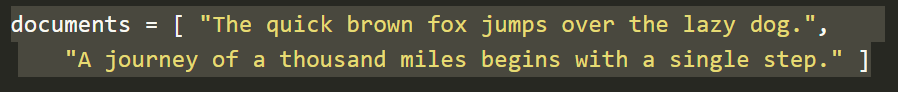 documents = [ "The quick brown fox jumps over the lazy dog.",
"A journey of a thousand miles begins with a single step." ]